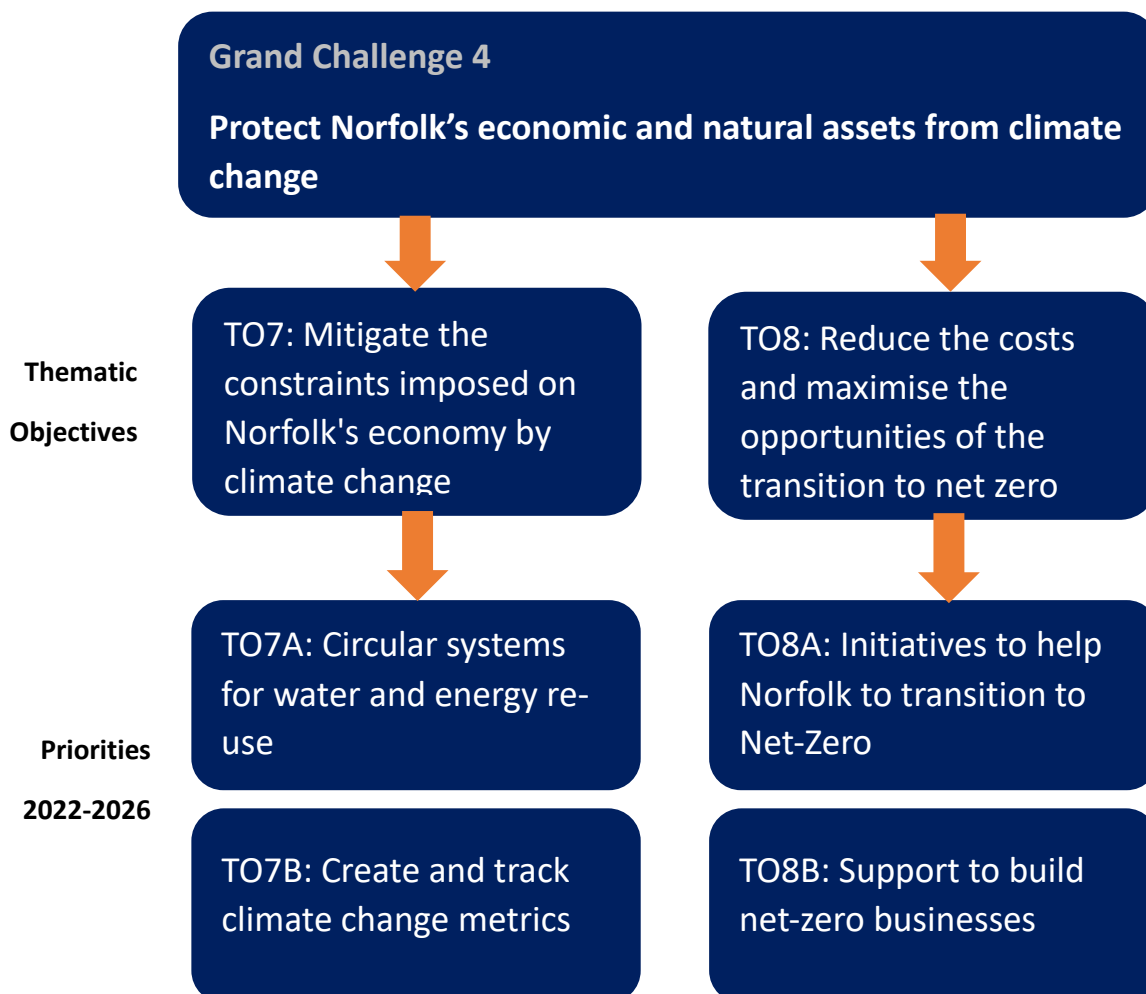 Grand Challenge 4
Protect Norfolk’s economic and natural assets from climate
change
Thematic
Objectives
TO7: Mitigate the
constraints imposed on
Norfolk's economy by
climate change
TO8: Reduce the costs
and maximise the
opportunities of the
transition to net zero
Priorities
2022-2026
TO7A: Circular systems
for water and energy re-
use
TO8A: Initiatives to help
Norfolk to transition to
Net-Zero
TO7B: Create and track
climate change metrics
TO8B: Support to build
net-zero businesses